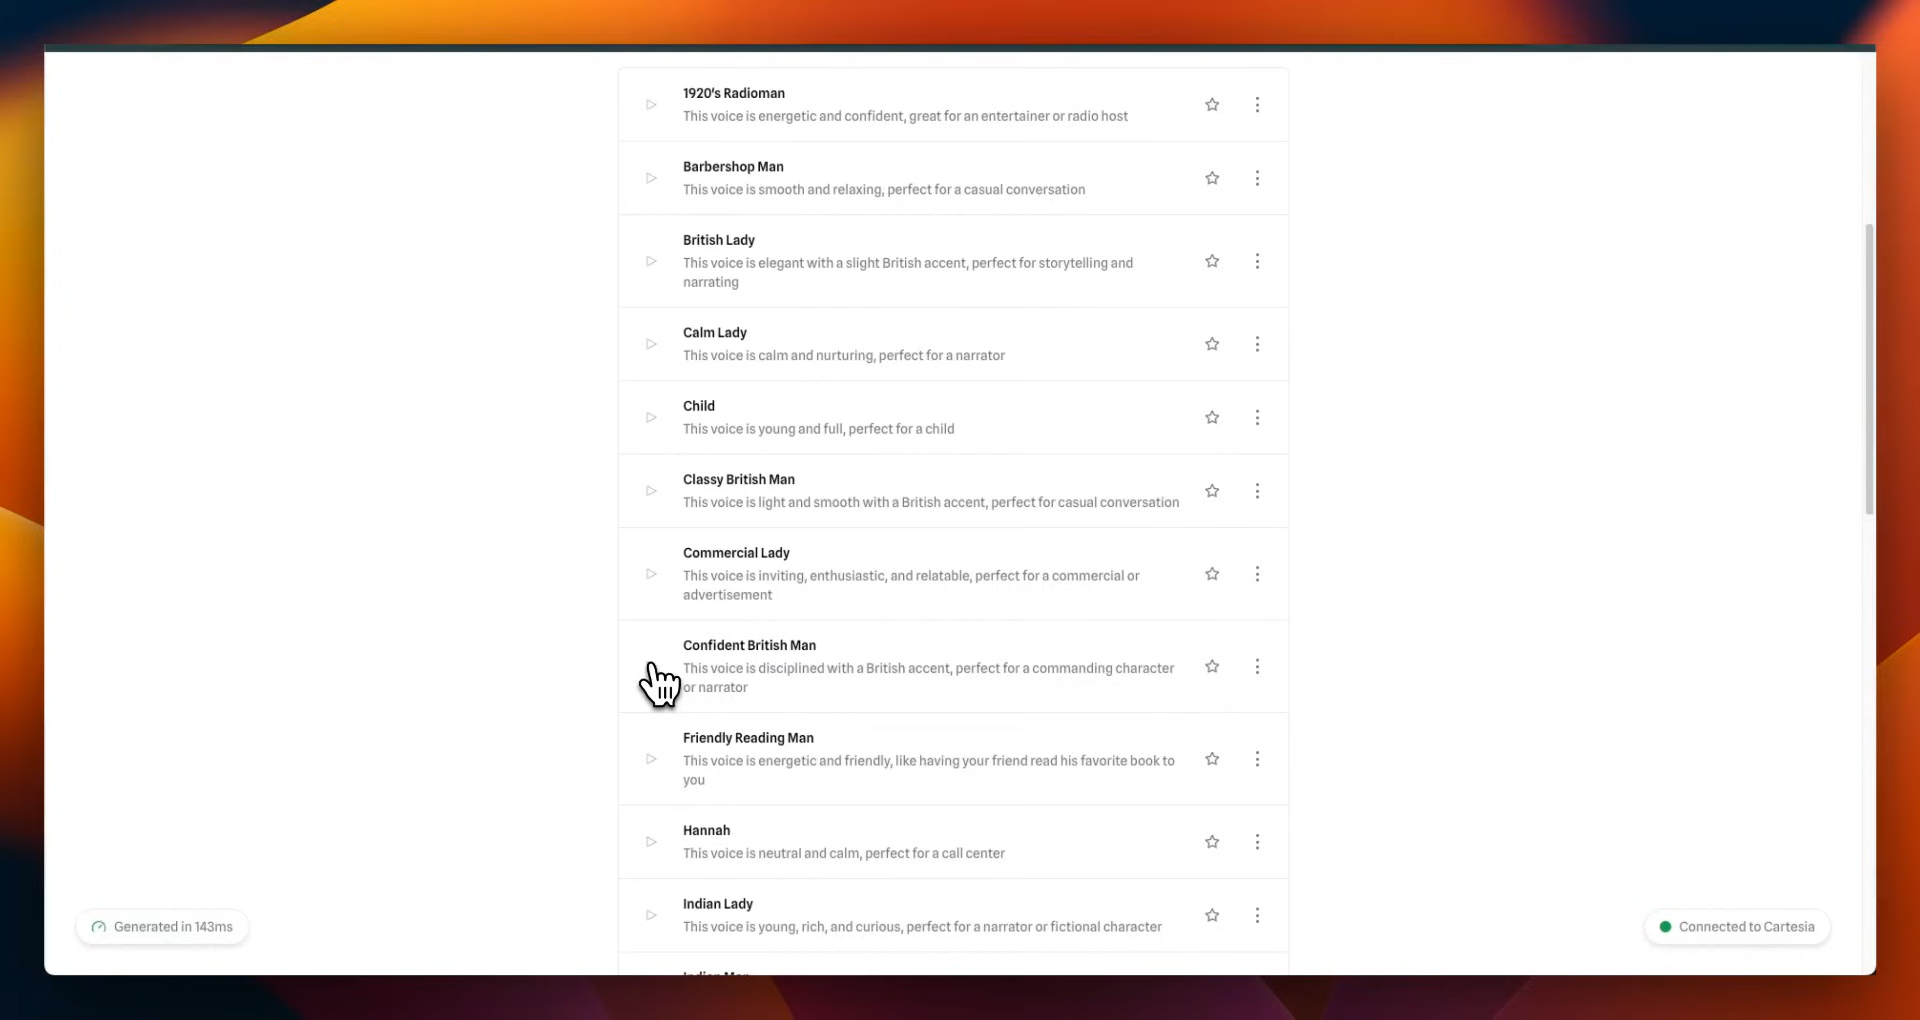 1920's Radioman
This voice is energetic and confident, great for an entertainer or radio host
Barbershop Man
This voice is smooth and relaxing, perfect for a casual conversation
British Lady
This voice is elegant with a slight British accent, perfect for storytelling and
narrating
Calm Lady
This voice is calm and nurturing, perfect for a narrator
Child
This voice is young and full, perfect for a child
Classy British Man
This voice is light and smooth with a British accent, perfect for casual conversation
Commercial Lady
This voice is inviting, enthusiastic, and relatable, perfect for a commercial or
advertisement
Confident British Man
This voice is disciplined with a British accent, perfect for a commanding character
or narrator
Friendly Reading Man
This voice is energetic and friendly, like having your friend read his favorite book to
you
Hannah
This voice is neutral and calm, perfect for a call center
Indian Lady
This voice is young, rich, and curious, perfect for a narrator or fictional character
Indian Man
Generated in 143ms
Connected to Cartesia